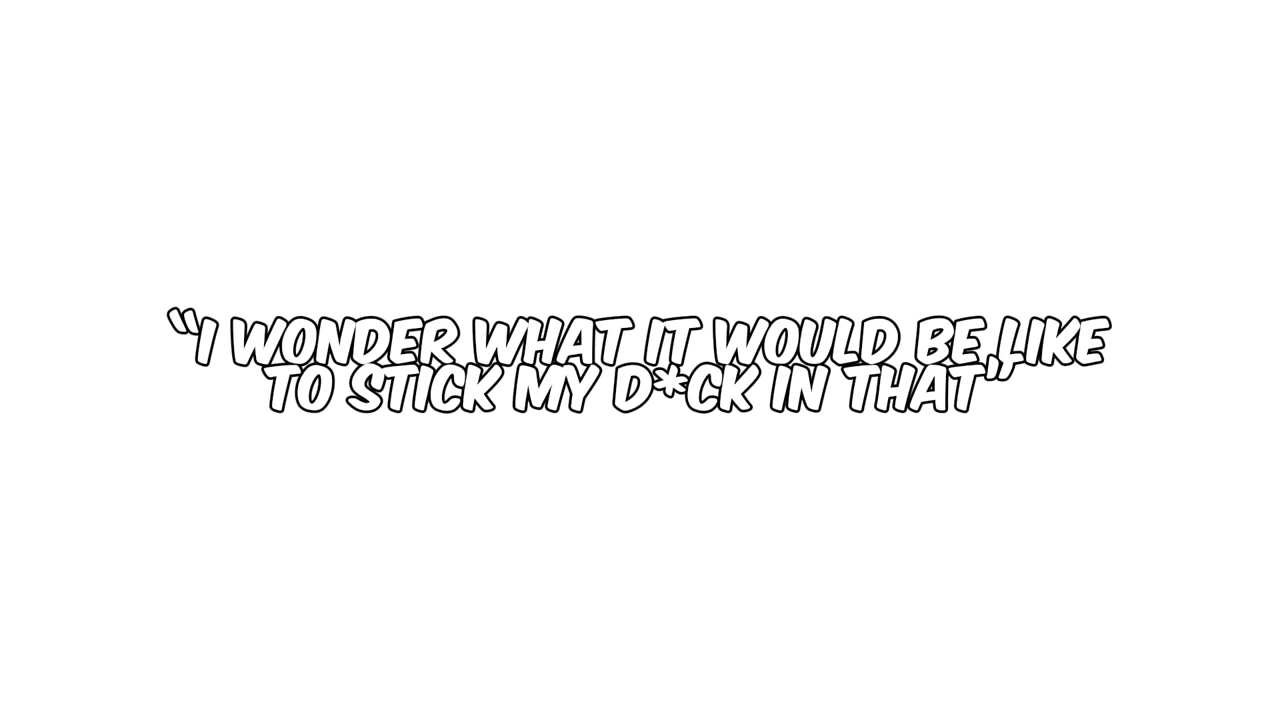 “I WONDER WHAT IT WOULD BE LIKE
TO STICK MY D*CK IN THAT”